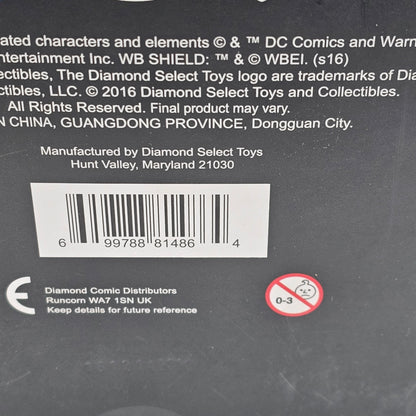 ated characters and elements © & ™ DC Comics and Warn
ntertainment Inc. WB SHIELD: ™ & © WBEI. (s16)
ectibles, The Diamond Select Toys logo are trademarks of Dia
ctibles, LLC. © 2016 Diamond Select Toys and Collectibles.
All Rights Reserved. Final product may vary.
N CHINA, GUANGDONG PROVINCE, Dongguan City.
Manufactured by Diamond Select Toys
Hunt Valley, Maryland 21030
6 99788 81486 4
CE
Diamond Comic Distributors
Runcorn WA7 1SN UK
Keep details for future reference
0-3